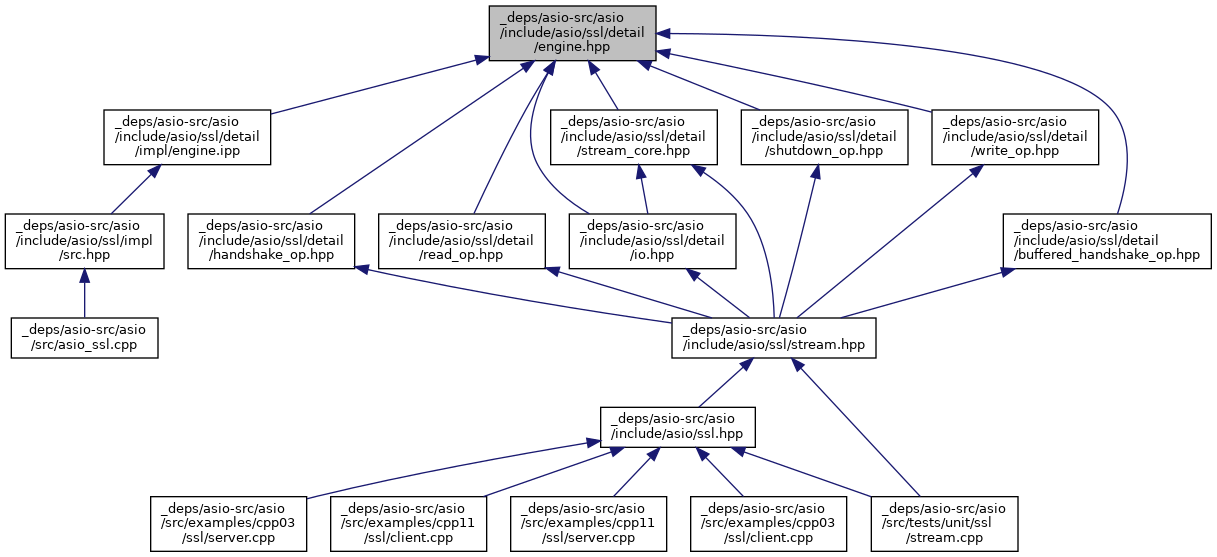 _deps/asio-src/asio
/include/asio/ssl/detail
/engine.hpp
_deps/asio-src/asio
/include/asio/ssl/detail
/impl/engine.ipp
_deps/asio-src/asio
/include/asio/ssl/detail
/stream_core.hpp
_deps/asio-src/asio
/include/asio/ssl/detail
/shutdown_op.hpp
_deps/asio-src/asio
/include/asio/ssl/detail
/write_op.hpp
_deps/asio-src/asio
/include/asio/ssl/impl
/src.hpp
_deps/asio-src/asio
/include/asio/ssl/detail
/handshake_op.hpp
_deps/asio-src/asio
/include/asio/ssl/detail
/read_op.hpp
_deps/asio-src/asio
/include/asio/ssl/detail
/io.hpp
_deps/asio-src/asio
/include/asio/ssl/detail
/buffered_handshake_op.hpp
_deps/asio-src/asio
/src/asio_ssl.cpp
_deps/asio-src/asio
/include/asio/ssl/stream.hpp
_deps/asio-src/asio
/include/asio/ssl.hpp
_deps/asio-src/asio
/src/examples/cpp03
/ssl/server.cpp
_deps/asio-src/asio
/src/examples/cpp11
/ssl/client.cpp
_deps/asio-src/asio
/src/examples/cpp11
/ssl/server.cpp
_deps/asio-src/asio
/src/examples/cpp03
/ssl/client.cpp
_deps/asio-src/asio
/src/tests/unit/ssl
/stream.cpp